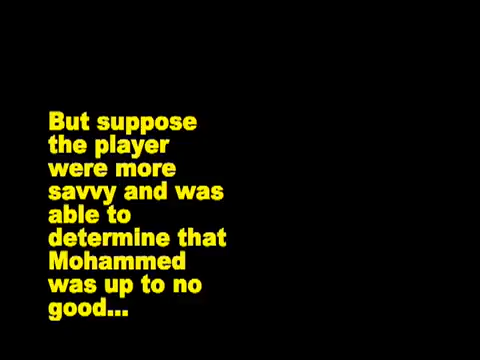 But suppose
the player
were more
savvy and was
able to
determine that
Mohammed
was up to no
good...